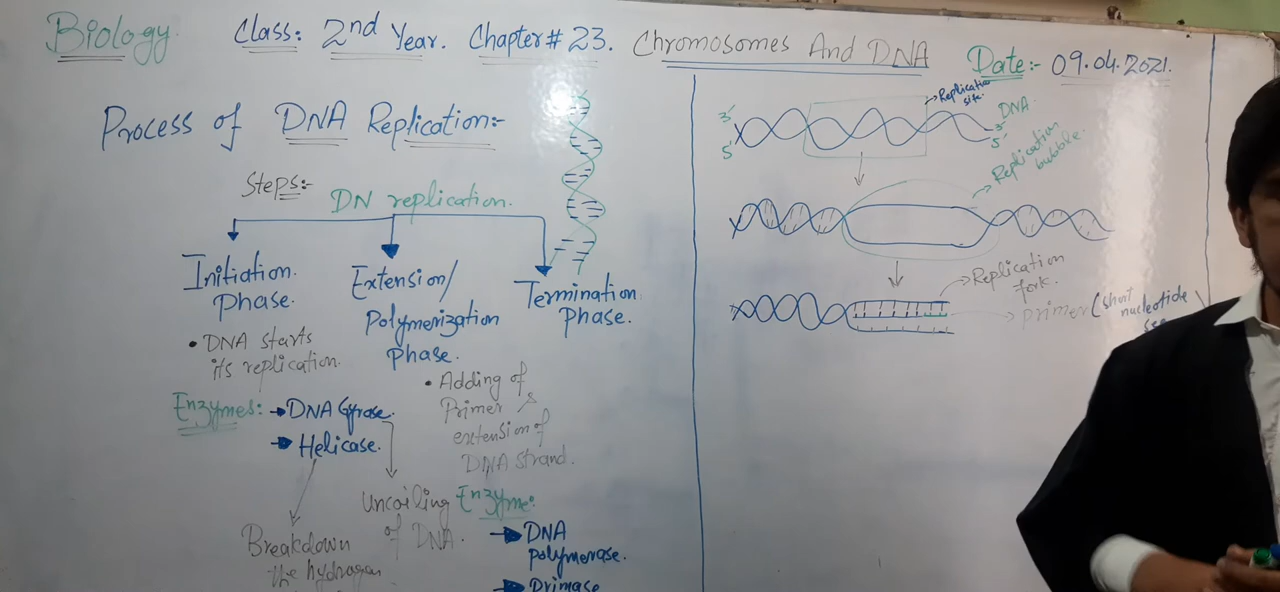 Biology. Class: 2nd Year. Chapter# 23. Chromosomes And DNA
Date:- 09.04.2021.
Process of DNA Replication:-
Steps:-
DN replication.
Initiation
Phase.
• DNA starts
its replication.
Enzymes: → DNA Gyrase.
→ Helicase.
Breakdown
the hydrogen
Uncoiling
of DNA.
Extension/
Polymerization
Phase.
• Adding of
Primer &
extension of
DNA strand.
Enzyme:
→ DNA
polymerase.
→ Primase
Termination
Phase.
Replication
site.
3′
5′
DNA.
3′
5′
Replication
bubble.
Replication
fork.
primer (short
nucleotide